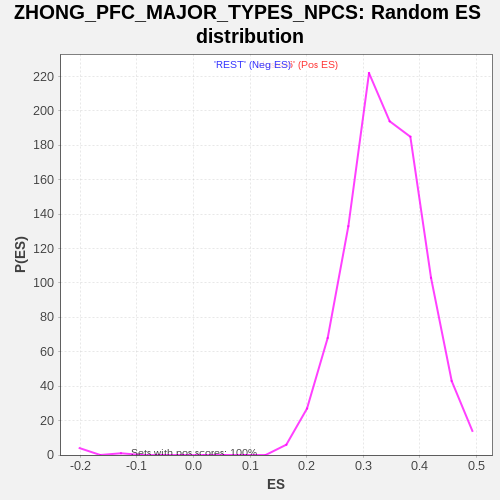 ZHONG_PFC_MAJOR_TYPES_NPCS: Random ES
distribution
'REST' (Neg ES)
' (Pos ES)
P(ES)
220
200
180
160
140
120
100
80
60
40
20
0
Sets with pos scores: 100%
-0.2 -0.1 0.0 0.1 0.2 0.3 0.4 0.5
ES